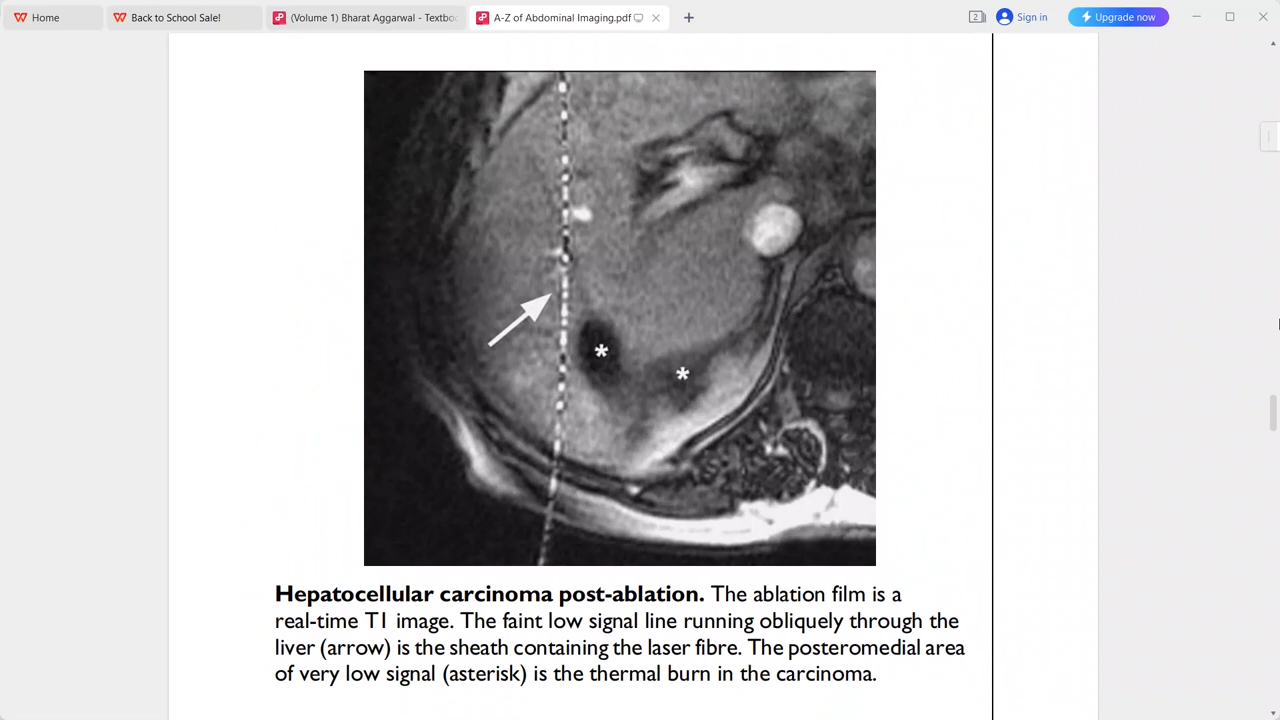 Home
Back to School Sale!
(Volume 1) Bharat Aggarwal - Textbo
A-Z of Abdominal Imaging.pdf
2
Sign in
Upgrade now
*
*
Hepatocellular carcinoma post-ablation. The ablation film is a
real-time T1 image. The faint low signal line running obliquely through the
liver (arrow) is the sheath containing the laser fibre. The posteromedial area
of very low signal (asterisk) is the thermal burn in the carcinoma.